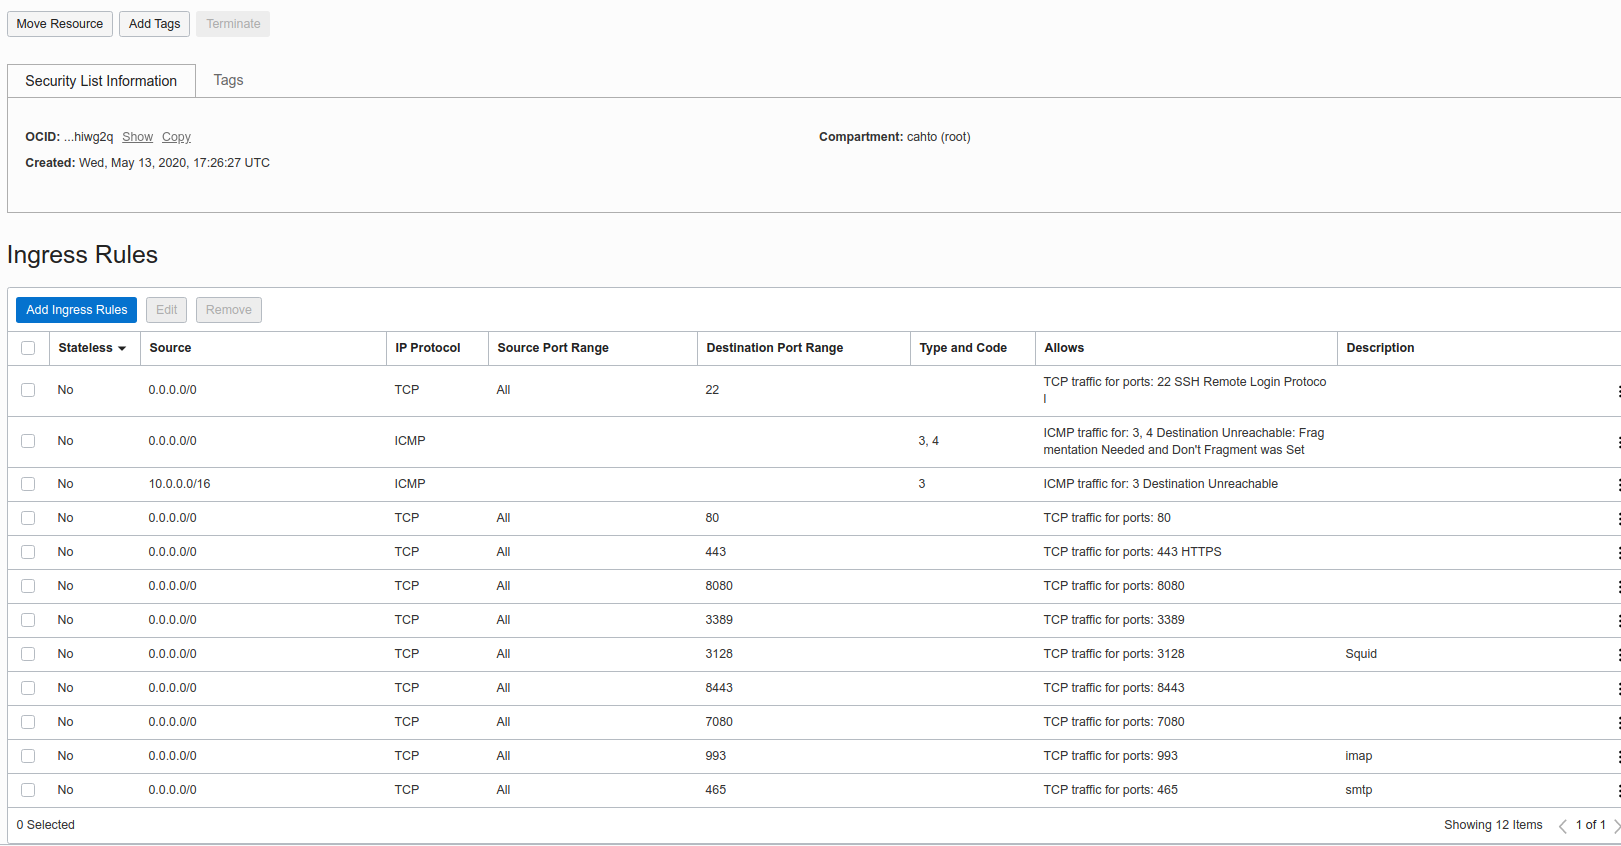 Move Resource Add Tags Terminate
Security List Information Tags
OCID: ...hiwg2q Show Copy Compartment: cahto (root)
Created: Wed, May 13, 2020, 17:26:27 UTC
Ingress Rules
Add Ingress Rules Edit Remove
Stateless Source IP Protocol Source Port Range Destination Port Range Type and Code Allows Description
No 0.0.0.0/0 TCP All 22 TCP traffic for ports: 22 SSH Remote Login Protoco
l
No 0.0.0.0/0 ICMP 3, 4 ICMP traffic for: 3, 4 Destination Unreachable: Frag
mentation Needed and Don't Fragment was Set
No 10.0.0.0/16 ICMP 3 ICMP traffic for: 3 Destination Unreachable
No 0.0.0.0/0 TCP All 80 TCP traffic for ports: 80
No 0.0.0.0/0 TCP All 443 TCP traffic for ports: 443 HTTPS
No 0.0.0.0/0 TCP All 8080 TCP traffic for ports: 8080
No 0.0.0.0/0 TCP All 3389 TCP traffic for ports: 3389
No 0.0.0.0/0 TCP All 3128 TCP traffic for ports: 3128 Squid
No 0.0.0.0/0 TCP All 8443 TCP traffic for ports: 8443
No 0.0.0.0/0 TCP All 7080 TCP traffic for ports: 7080
No 0.0.0.0/0 TCP All 993 TCP traffic for ports: 993 imap
No 0.0.0.0/0 TCP All 465 TCP traffic for ports: 465 smtp
0 Selected Showing 12 Items 1 of 1